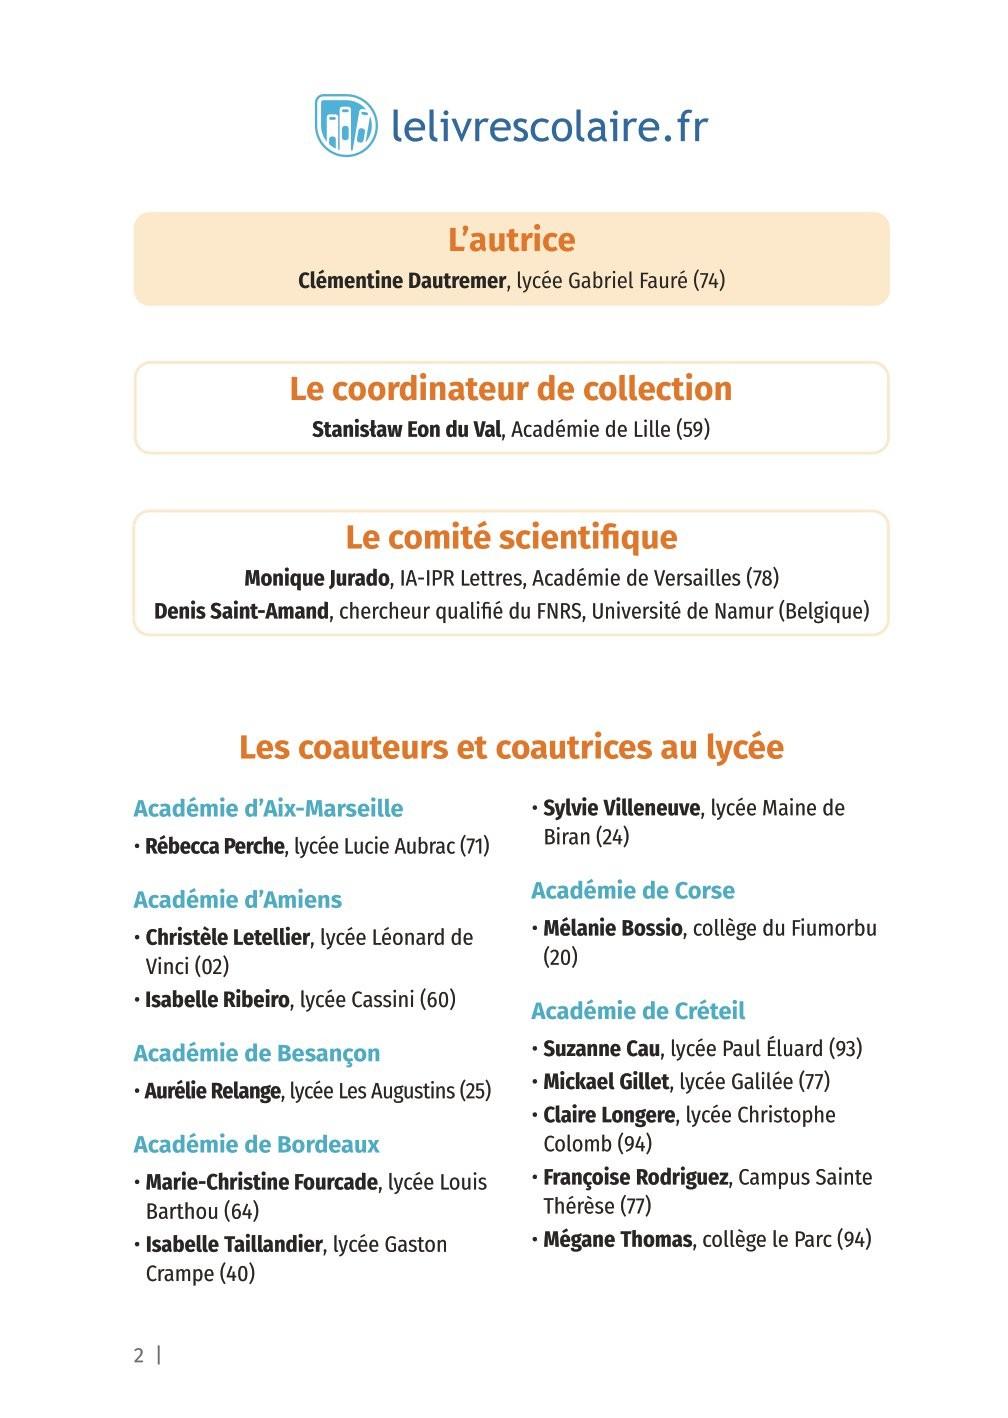 lelivrescolaire.fr
L’autrice
Clémentine Dautremer, lycée Gabriel Fauré (74)
Le coordinateur de collection
Stanisław Eon du Val, Académie de Lille (59)
Le comité scientifique
Monique Jurado, IA-IPR Lettres, Académie de Versailles (78)
Denis Saint-Amand, chercheur qualifié du FNRS, Université de Namur (Belgique)
Les coauteurs et coautrices au lycée
Académie d’Aix-Marseille
• Rébecca Perche, lycée Lucie Aubrac (71)
Académie d’Amiens
• Christèle Letellier, lycée Léonard de
Vinci (02)
• Isabelle Ribeiro, lycée Cassini (60)
Académie de Besançon
• Aurélie Relange, lycée Les Augustins (25)
Académie de Bordeaux
• Marie-Christine Fourcade, lycée Louis
Barthou (64)
• Isabelle Taillandier, lycée Gaston
Crampe (40)
• Sylvie Villeneuve, lycée Maine de
Biran (24)
Académie de Corse
• Mélanie Bossio, collège du Fiumorbu
(20)
Académie de Créteil
• Suzanne Cau, lycée Paul Éluard (93)
• Mickael Gillet, lycée Galilée (77)
• Claire Longere, lycée Christophe
Colomb (94)
• Françoise Rodriguez, Campus Sainte
Thérèse (77)
• Mégane Thomas, collège le Parc (94)
2 |